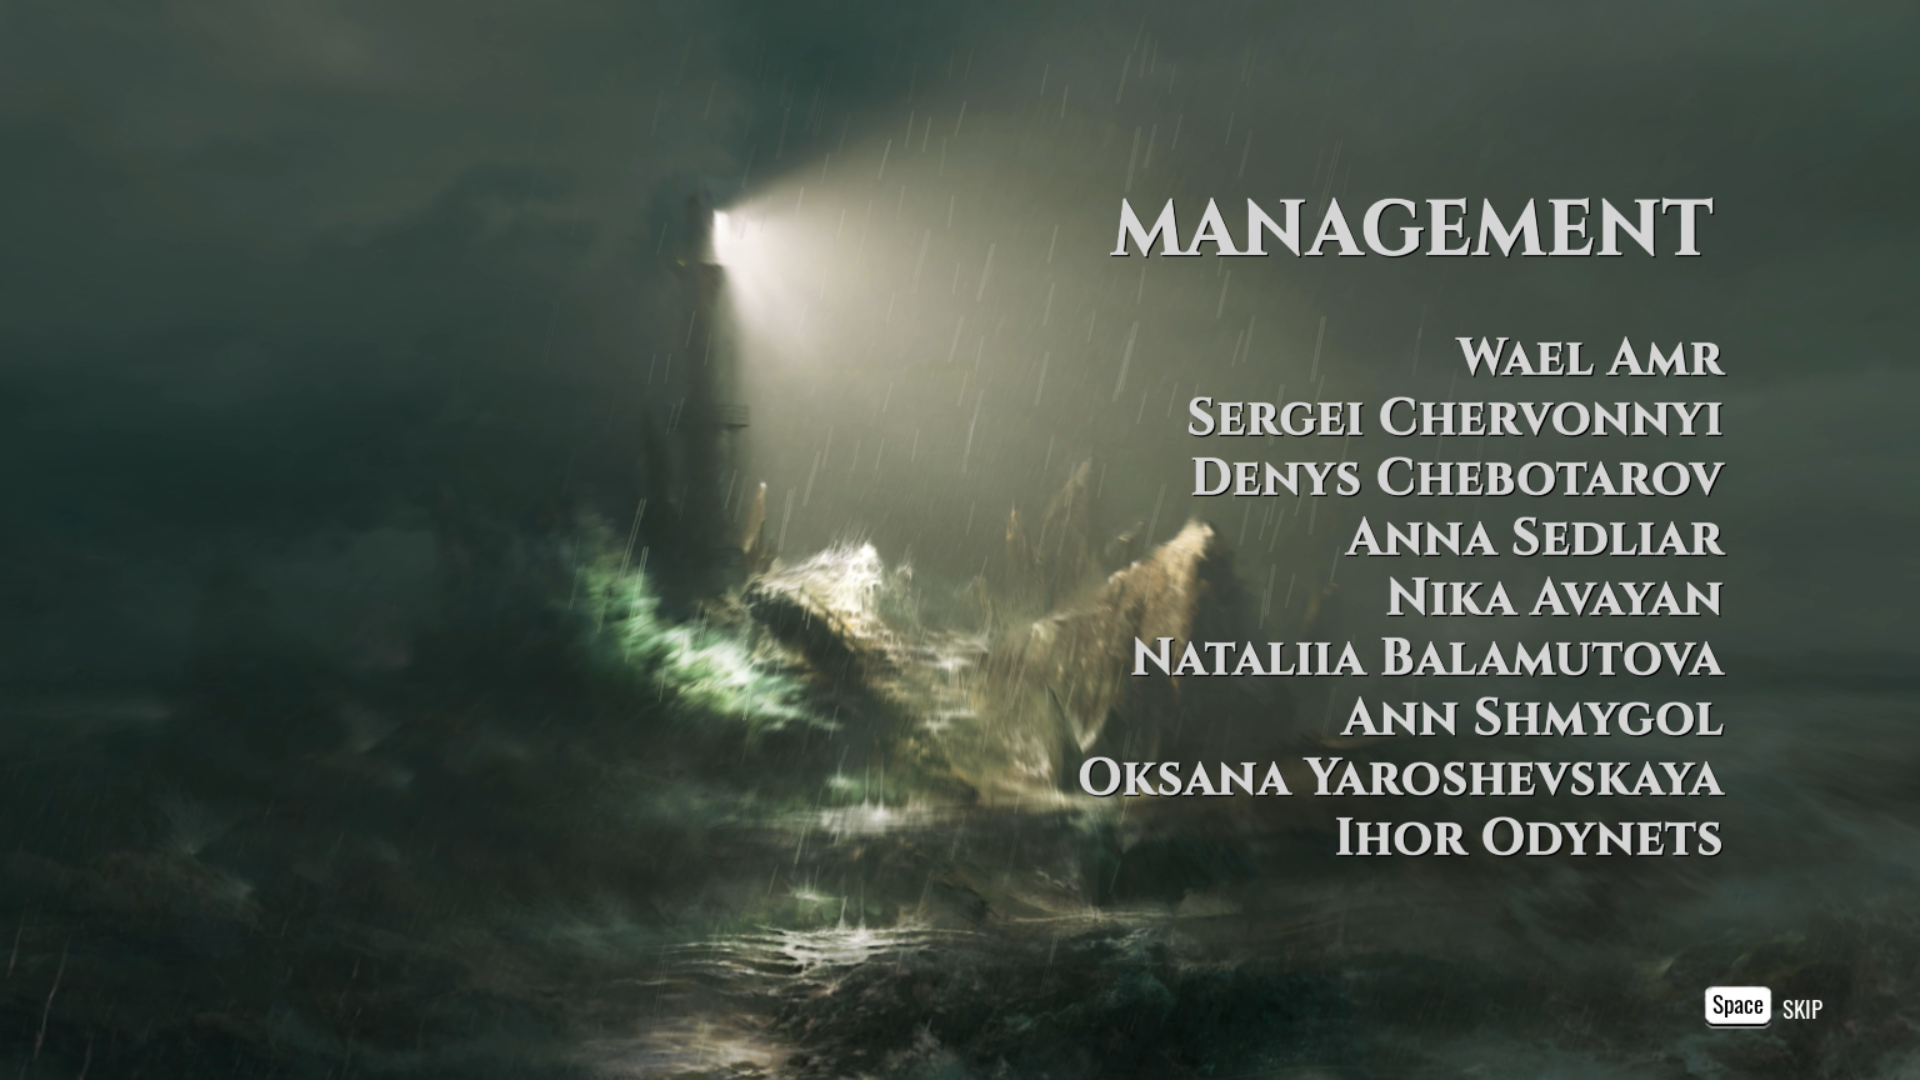 MANAGEMENT
WAEL AMR
SERGEI CHERVONNYI
DENYS CHEBOTAROV
ANNA SEDLIAR
NIKA AVAYAN
NATALIIA BALAMUTOVA
ANN SHMYGOL
OKSANA YAROSHEVSKAYA
IHOR ODYNETS
Space SKIP